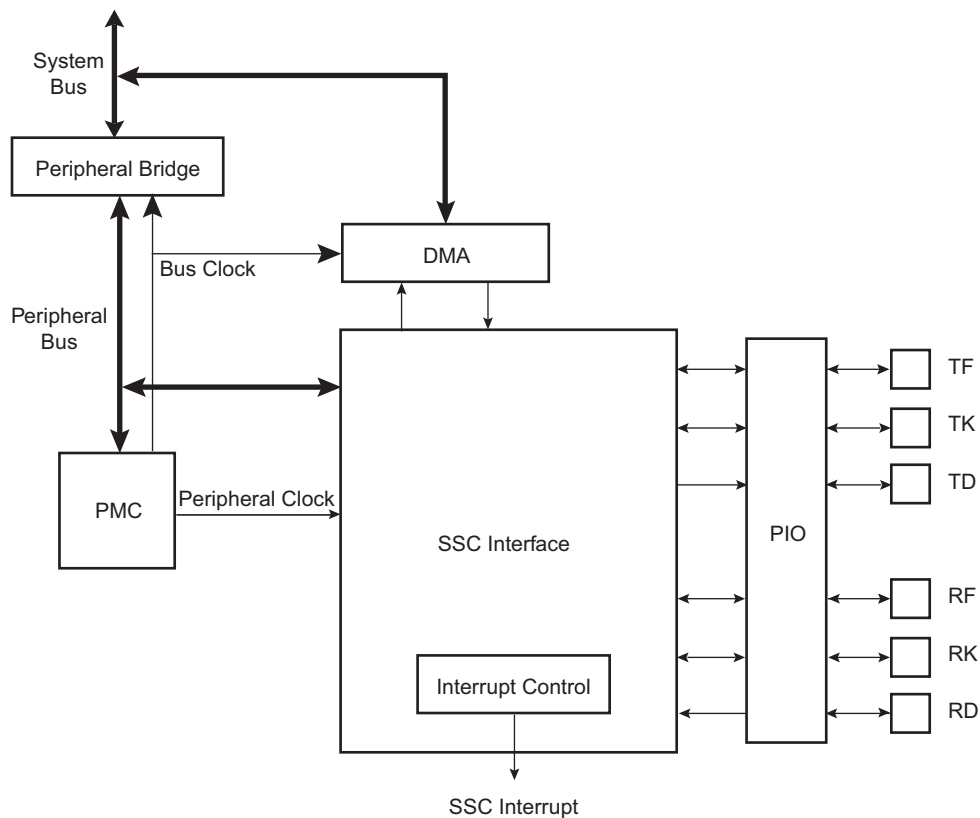 System
Bus
Peripheral Bridge
DMA
Bus Clock
Peripheral
Bus
TF
TK
TD
PMC
Peripheral Clock
SSC Interface
PIO
RF
RK
RD
Interrupt Control
SSC Interrupt